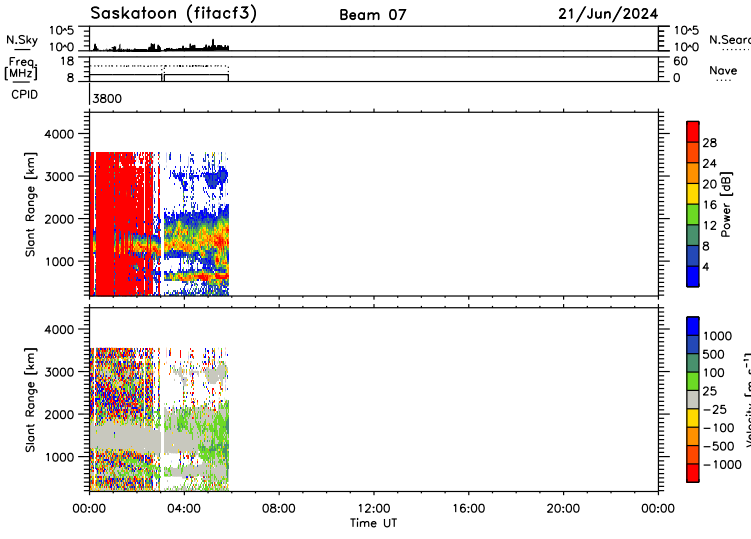 Saskatoon (fitacf3) Beam 07 21/Jun/2024
N.Sky 10^5 10^5 N.Sear
10^0 10^0
Freq. 18 60
[MHz] 8 0 Nave
CPID 3800
Slant Range [km] 4000 3000 2000 1000
28 24 20 16 12 8 4 Power [dB]
Slant Range [km] 4000 3000 2000 1000
1000 500 100 25 -25 -100 -500 -1000 Velocity [m s^-1]
00:00 04:00 08:00 12:00 16:00 20:00 00:00
Time UT